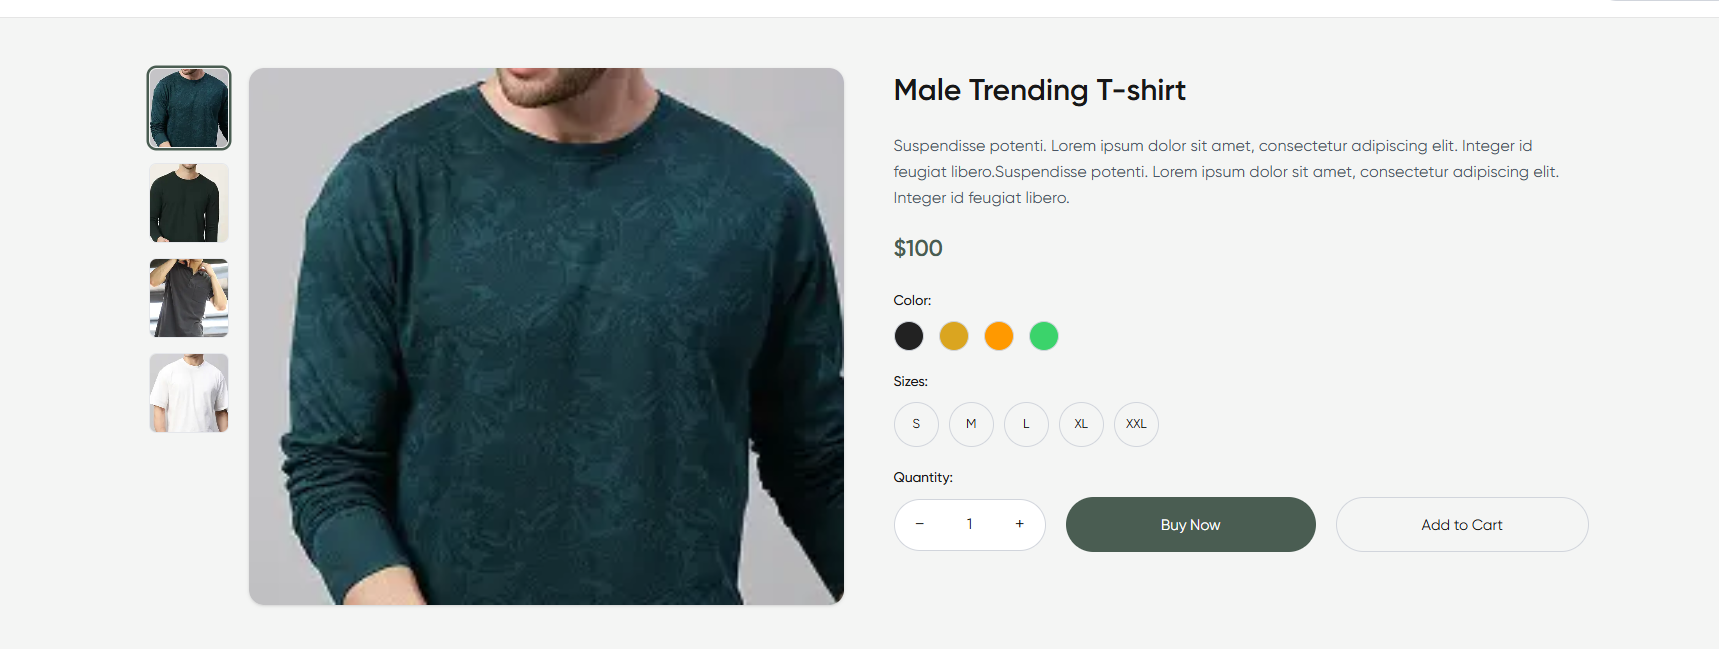 Male Trending T-shirt
Suspendisse potenti. Lorem ipsum dolor sit amet, consectetur adipiscing elit. Integer id
feugiat libero.Suspendisse potenti. Lorem ipsum dolor sit amet, consectetur adipiscing elit.
Integer id feugiat libero.
$100
Color:
Sizes:
S M L XL XXL
Quantity:
− 1 + Buy Now Add to Cart